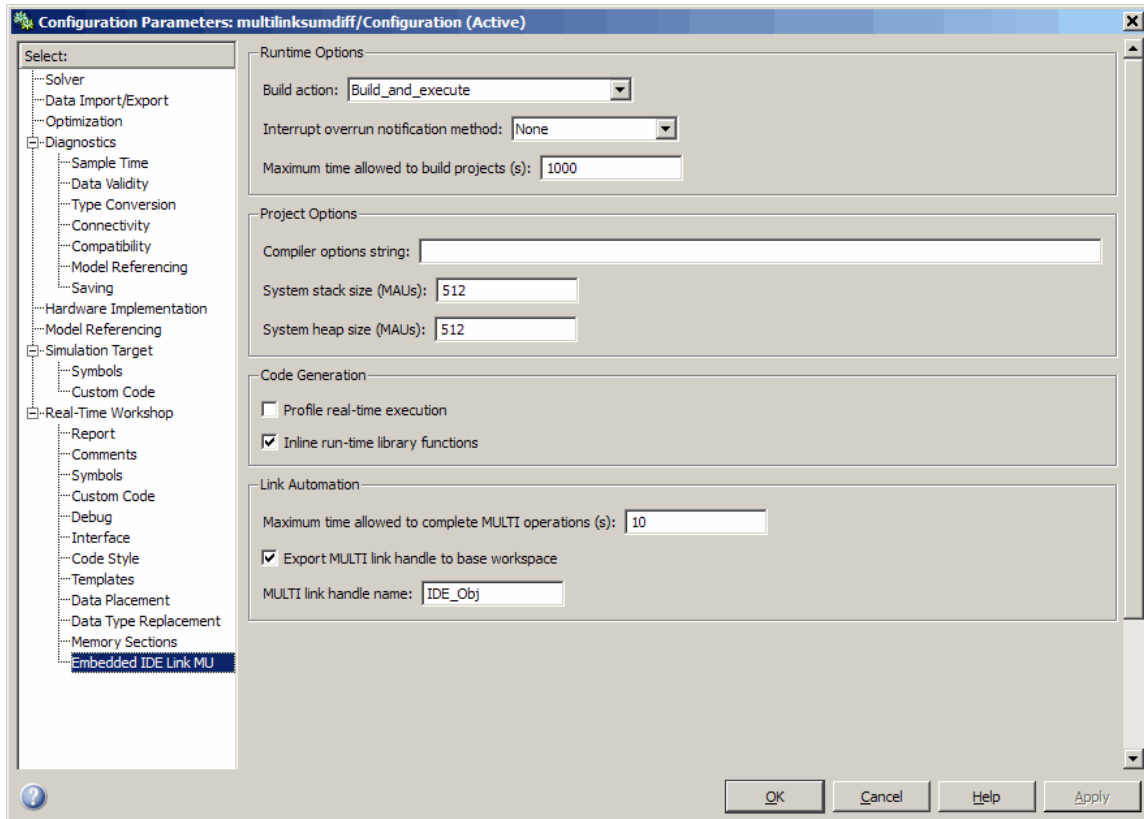 Configuration Parameters: multilinksumdiff/Configuration (Active)
Select:
Solver
Data Import/Export
Optimization
Diagnostics
Sample Time
Data Validity
Type Conversion
Connectivity
Compatibility
Model Referencing
Saving
Hardware Implementation
Model Referencing
Simulation Target
Symbols
Custom Code
Real-Time Workshop
Report
Comments
Symbols
Custom Code
Debug
Interface
Code Style
Templates
Data Placement
Data Type Replacement
Memory Sections
Embedded IDE Link MU
Runtime Options
Build action: Build_and_execute
Interrupt overrun notification method: None
Maximum time allowed to build projects (s): 1000
Project Options
Compiler options string:
System stack size (MAUs): 512
System heap size (MAUs): 512
Code Generation
Profile real-time execution
Inline run-time library functions
Link Automation
Maximum time allowed to complete MULTI operations (s): 10
Export MULTI link handle to base workspace
MULTI link handle name: IDE_Obj
? OK Cancel Help Apply